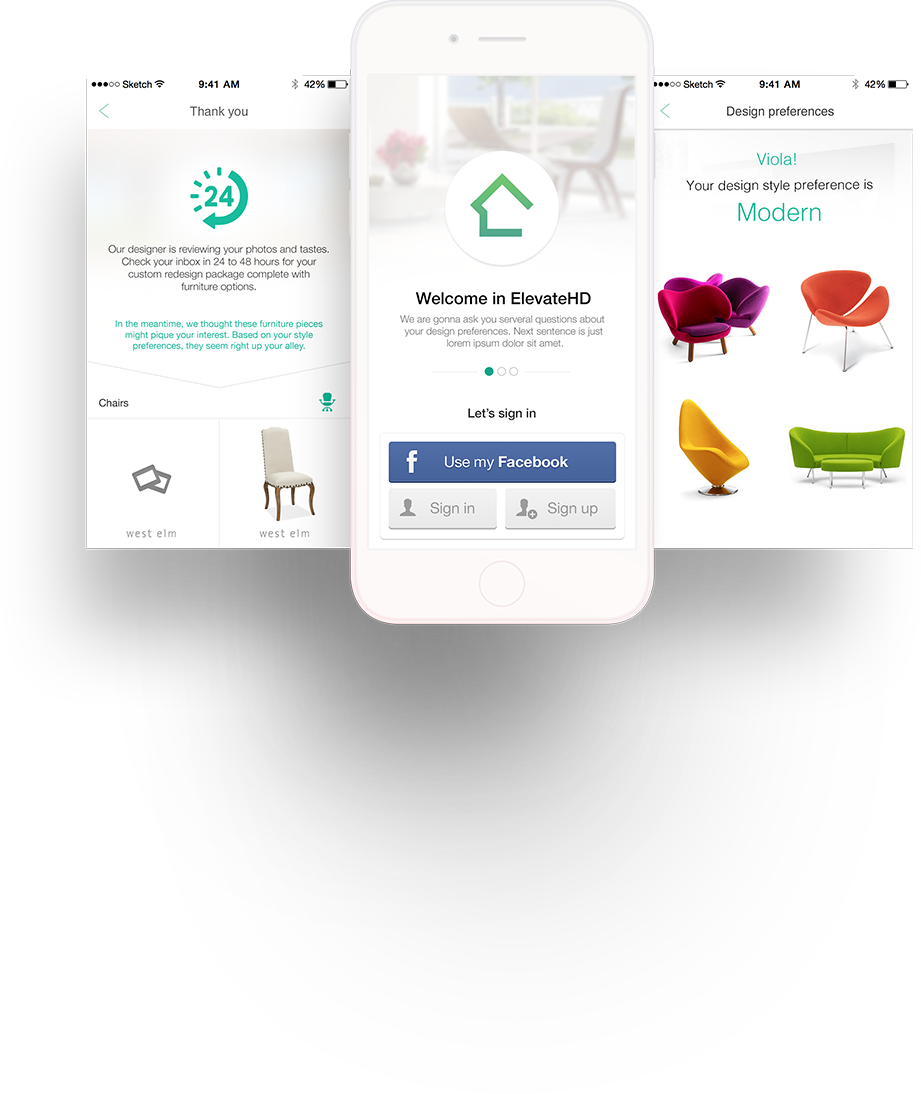 Sketch 9:41 AM 42%
Thank you
24
Our designer is reviewing your photos and tastes.
Check your inbox in 24 to 48 hours for your
custom redesign package complete with
furniture options.
In the meantime, we thought these furniture pieces
might pique your interest. Based on your style
preferences, they seem right up your alley.
Chairs
west elm
west elm
Welcome in ElevateHD
We are gonna ask you serveral questions about
your design preferences. Next sentence is just
lorem ipsum dolor sit amet.
Let's sign in
f Use my Facebook
Sign in
Sign up
Sketch 9:41 AM 42%
Design preferences
Viola!
Your design style preference is
Modern